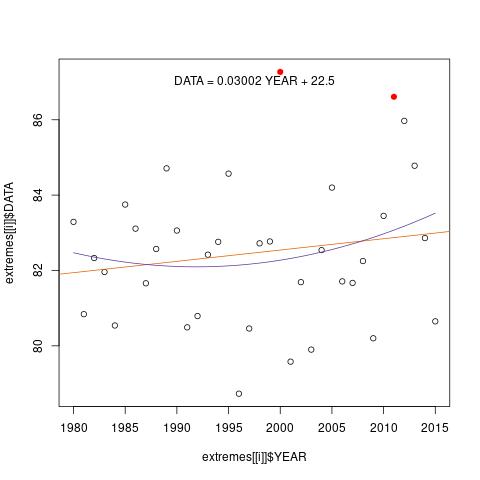 DATA = 0.03002 YEAR + 22.5
extremes[[i]]$DATA
86
84
82
80
1980 1985 1990 1995 2000 2005 2010 2015
extremes[[i]]$YEAR